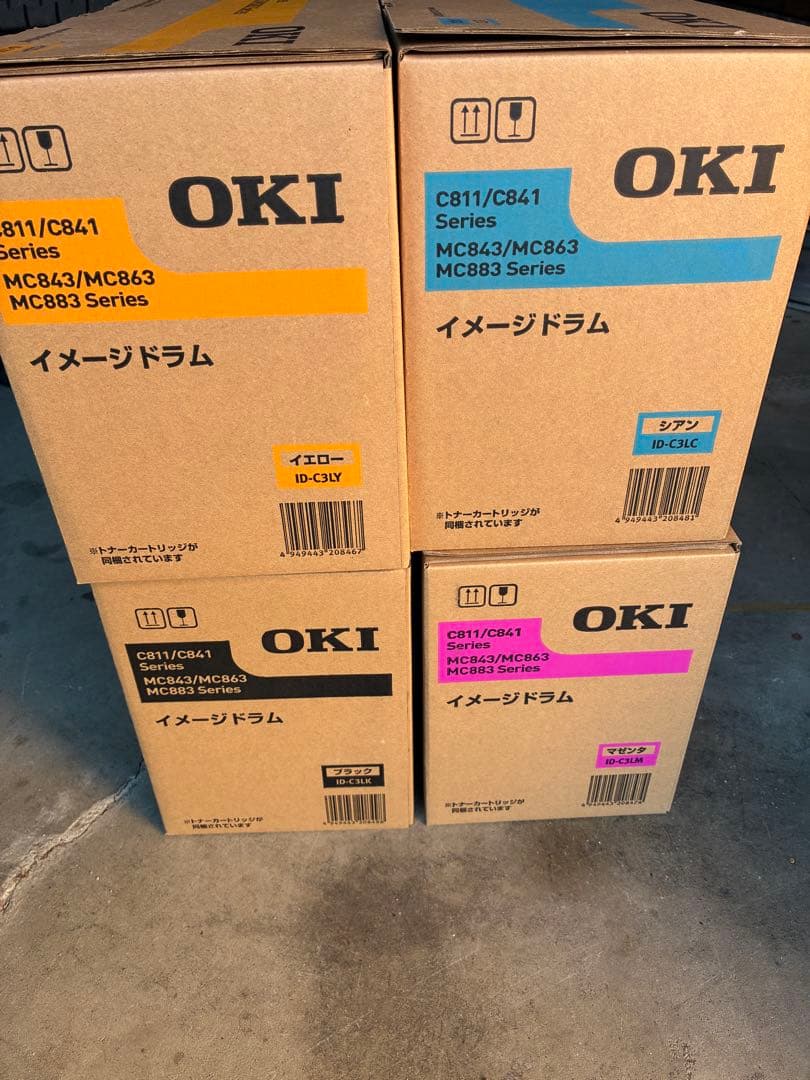 OKI
C811/C841
Series
MC843/MC863
MC883 Series
イメージドラム
イエロー
ID-C3LY
4949443208467
※トナーカートリッジが
同梱されています
OKI
C811/C841
Series
MC843/MC863
MC883 Series
イメージドラム
シアン
ID-C3LC
4949443208481
※トナーカートリッジが
同梱されています
OKI
C811/C841
Series
MC843/MC863
MC883 Series
イメージドラム
ブラック
ID-C3LK
※トナーカートリッジが
同梱されています
OKI
C811/C841
Series
MC843/MC863
MC883 Series
イメージドラム
マゼンタ
ID-C3LM
※トナーカートリッジが
同梱されています